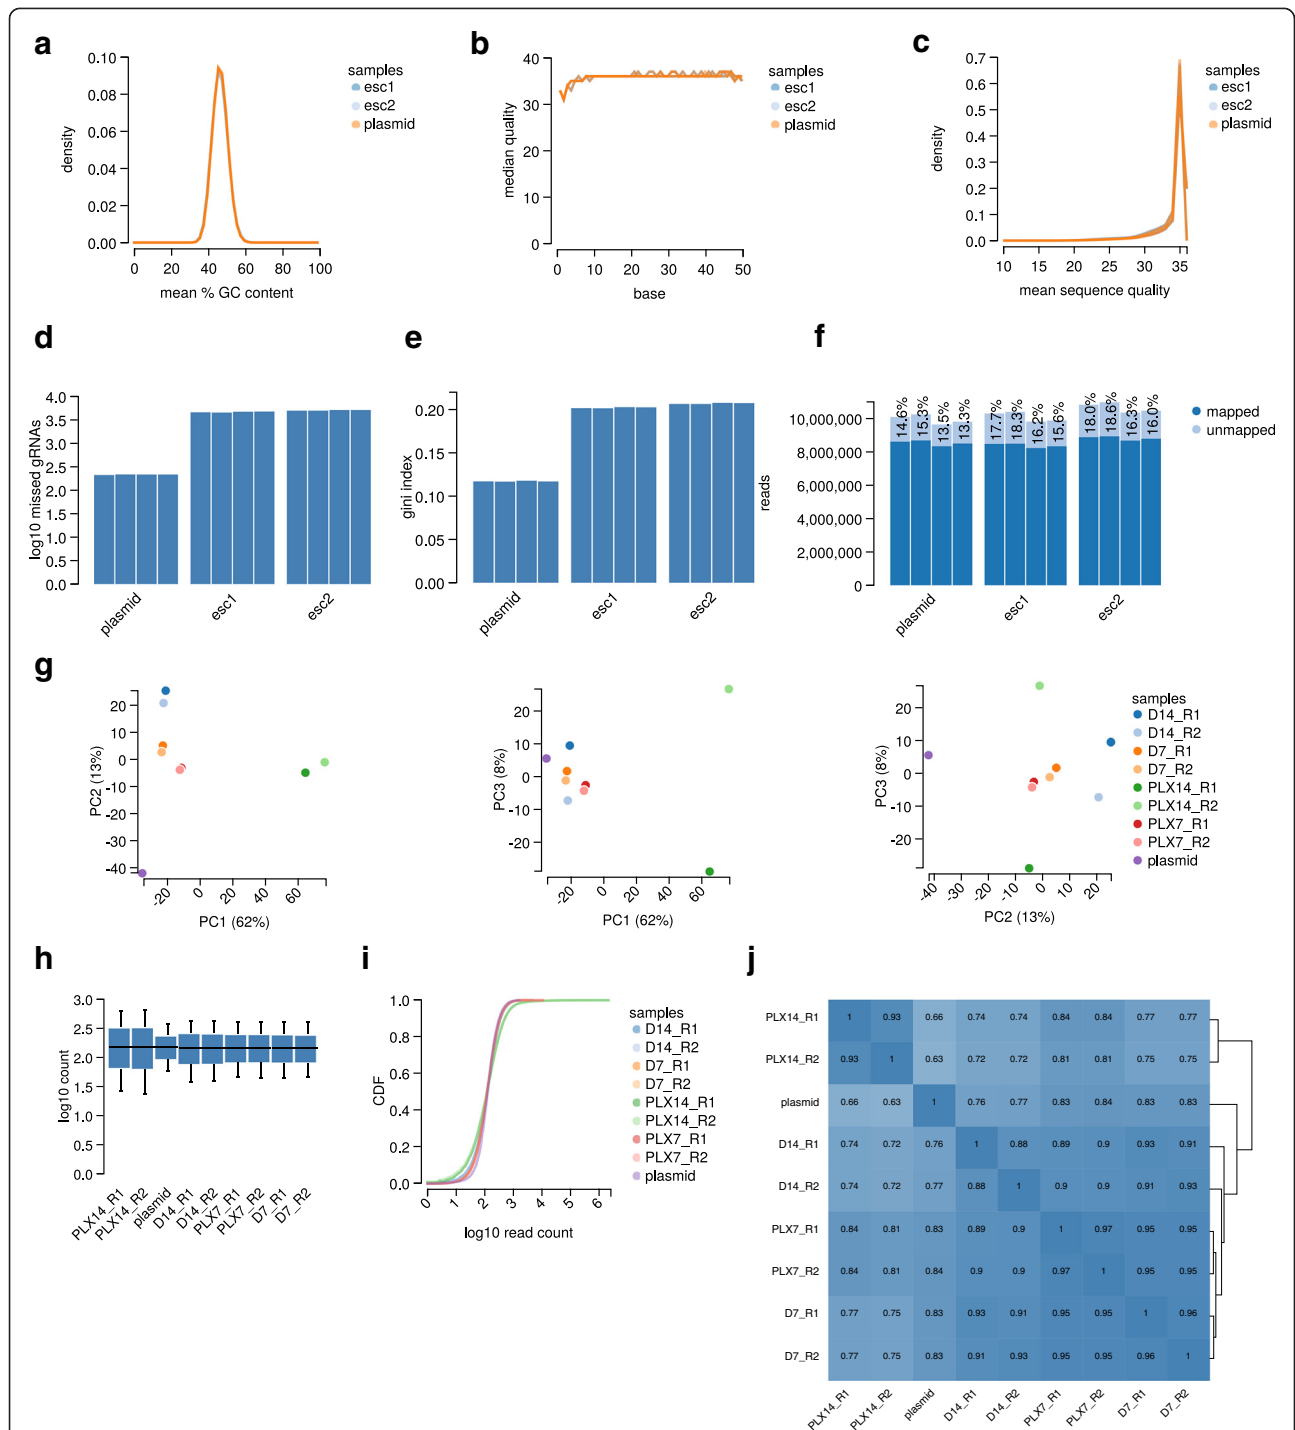 a
0.10
0.08
0.06
0.04
0.02
0.00
density
0 20 40 60 80 100
mean % GC content
samples
esc1
esc2
plasmid
b
40
30
20
10
0
median quality
0 10 20 30 40 50
base
samples
esc1
esc2
plasmid
c
0.7
0.6
0.5
0.4
0.3
0.2
0.1
0.0
density
10 15 20 25 30 35
mean sequence quality
samples
esc1
esc2
plasmid
d
4.0
3.5
3.0
2.5
2.0
1.5
1.0
0.5
0.0
log10 missed gRNAs
plasmid esc1 esc2
e
0.20
0.15
0.10
0.05
0.00
gini index
plasmid esc1 esc2
f
10,000,000
8,000,000
6,000,000
4,000,000
2,000,000
0
reads
14.6% 15.3% 13.5% 13.3% 17.7% 18.3% 16.2% 15.6% 18.0% 18.6% 16.3% 16.0%
plasmid esc1 esc2
mapped
unmapped
g
20
10
0
-10
-20
-30
-40
PC2 (13%)
-20 0 20 40 60
PC1 (62%)
20
10
0
-10
-20
PC3 (8%)
-20 0 20 40 60
PC1 (62%)
20
10
0
-10
-20
PC3 (8%)
-40 -30 -20 -10 0 10 20
PC2 (13%)
samples
D14_R1
D14_R2
D7_R1
D7_R2
PLX14_R1
PLX14_R2
PLX7_R1
PLX7_R2
plasmid
h
3.0
2.5
2.0
1.5
1.0
0.5
0.0
log10 count
PLX14_R1 PLX14_R2 plasmid D14_R1 D14_R2 PLX7_R1 PLX7_R2 D7_R1 D7_R2
i
1.0
0.8
0.6
0.4
0.2
0.0
CDF
0 1 2 3 4 5 6
log10 read count
samples
D14_R1
D14_R2
D7_R1
D7_R2
PLX14_R1
PLX14_R2
PLX7_R1
PLX7_R2
plasmid
j
PLX14_R1 1 0.93 0.66 0.74 0.74 0.84 0.84 0.77 0.77
PLX14_R2 0.93 1 0.63 0.72 0.72 0.81 0.81 0.75 0.75
plasmid 0.66 0.63 1 0.76 0.77 0.83 0.84 0.83 0.83
D14_R1 0.74 0.72 0.76 1 0.88 0.89 0.9 0.93 0.91
D14_R2 0.74 0.72 0.77 0.88 1 0.9 0.9 0.91 0.93
PLX7_R1 0.84 0.81 0.83 0.89 0.9 1 0.97 0.95 0.95
PLX7_R2 0.84 0.81 0.84 0.9 0.9 0.97 1 0.95 0.95
D7_R1 0.77 0.75 0.83 0.93 0.91 0.95 0.95 1 0.96
D7_R2 0.77 0.75 0.83 0.91 0.93 0.95 0.95 0.96 1
PLX14_R1 PLX14_R2 plasmid D14_R1 D14_R2 PLX7_R1 PLX7_R2 D7_R1 D7_R2